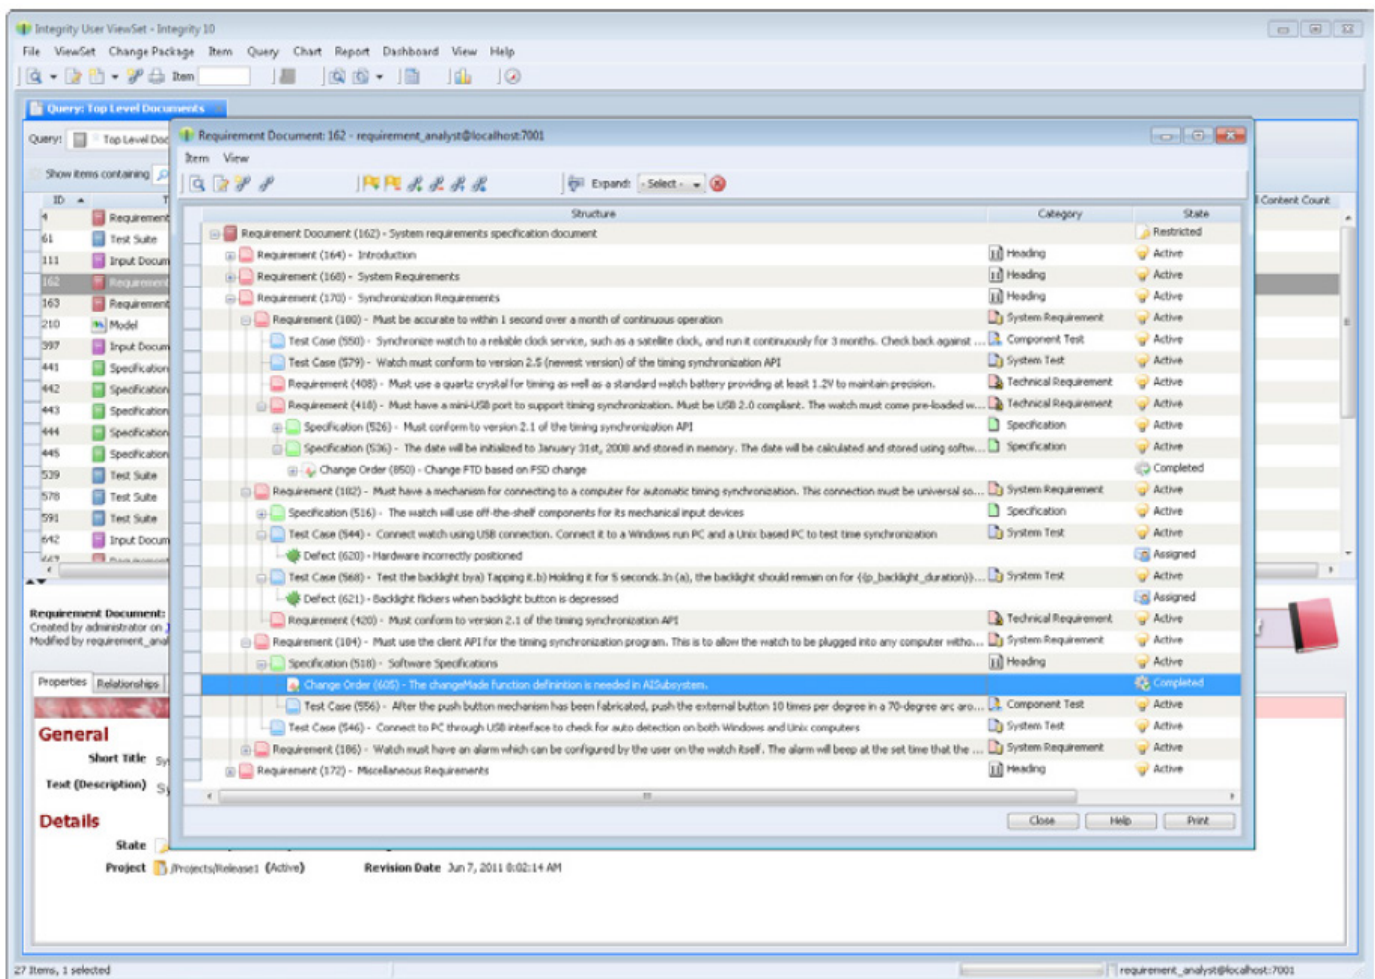 Integrity User ViewSet - Integrity 10
File ViewSet Change Package Item Query Chart Report Dashboard View Help
Item
Query: Top Level Documents
Query: Top Level Doc
Show items containing
ID
Content Count
4 Requirement
61 Test Suite
111 Input Docum
162 Requirement
163 Requirement
210 Model
397 Input Docum
441 Specification
442 Specification
443 Specification
444 Specification
445 Specification
539 Test Suite
578 Test Suite
591 Test Suite
642 Input Docum
Requirement Document: 162 - requirement_analyst@localhost:7001
Item View
Expand: - Select -
Structure Category State
Requirement Document (162) - System requirements specification document Restricted
Requirement (164) - Introduction Heading Active
Requirement (168) - System Requirements Heading Active
Requirement (170) - Synchronization Requirements Heading Active
Requirement (180) - Must be accurate to within 1 second over a month of continuous operation System Requirement Active
Test Case (550) - Synchronize watch to a reliable clock service, such as a satellite clock, and run it continuously for 3 months. Check back against ... Component Test Active
Test Case (579) - Watch must conform to version 2.5 (newest version) of the timing synchronization API System Test Active
Requirement (408) - Must use a quartz crystal for timing as well as a standard watch battery providing at least 1.2V to maintain precision. Technical Requirement Active
Requirement (418) - Must have a mini-USB port to support timing synchronization. Must be USB 2.0 compliant. The watch must come pre-loaded w... Technical Requirement Active
Specification (526) - Must conform to version 2.1 of the timing synchronization API Specification Active
Specification (536) - The date will be initialized to January 31st, 2008 and stored in memory. The date will be calculated and stored using softw... Specification Active
Change Order (850) - Change FTD based on FSD change Completed
Requirement (182) - Must have a mechanism for connecting to a computer for automatic timing synchronization. This connection must be universal so... System Requirement Active
Specification (516) - The watch will use off-the-shelf components for its mechanical input devices Specification Active
Test Case (544) - Connect watch using USB connection. Connect it to a Windows run PC and a Unix based PC to test time synchronization System Test Active
Defect (620) - Hardware incorrectly positioned Assigned
Test Case (568) - Test the backlight bya) Tapping it.b) Holding it for 5 seconds.In (a), the backlight should remain on for {{p_backlight_duration}}... System Test Active
Defect (621) - Backlight flickers when backlight button is depressed Assigned
Requirement (420) - Must conform to version 2.1 of the timing synchronization API Technical Requirement Active
Requirement (184) - Must use the client API for the timing synchronization program. This is to allow the watch to be plugged into any computer witho... System Requirement Active
Specification (518) - Software Specifications Heading Active
Change Order (605) - The changeMade function definintion is needed in AISubsystem. Completed
Test Case (556) - After the push button mechanism has been fabricated, push the external button 10 times per degree in a 70-degree arc aro... Component Test Active
Test Case (546) - Connect to PC through USB interface to check for auto detection on both Windows and Unix computers System Test Active
Requirement (186) - Watch must have an alarm which can be configured by the user on the watch itself. The alarm will beep at the set time that the ... System Requirement Active
Requirement (172) - Miscellaneous Requirements Heading Active
Close Help Print
Requirement Document:
Created by administrator on
Modified by requirement_anal
Properties Relationships
General
Short Title Sy
Text (Description) Sy
Details
State
Project /Projects/Release1 (Active) Revision Date Jun 7, 2011 8:02:14 AM
27 Items, 1 selected requirement_analyst@localhost:7001